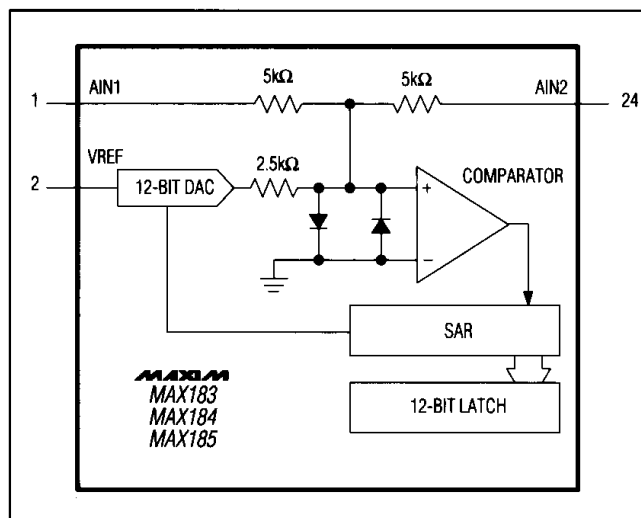 5kΩ 5kΩ
1 AIN1 AIN2 24
VREF 2.5kΩ COMPARATOR
2 12-BIT DAC + 
−
SAR
MAXIM
MAX183 12-BIT LATCH
MAX184
MAX185